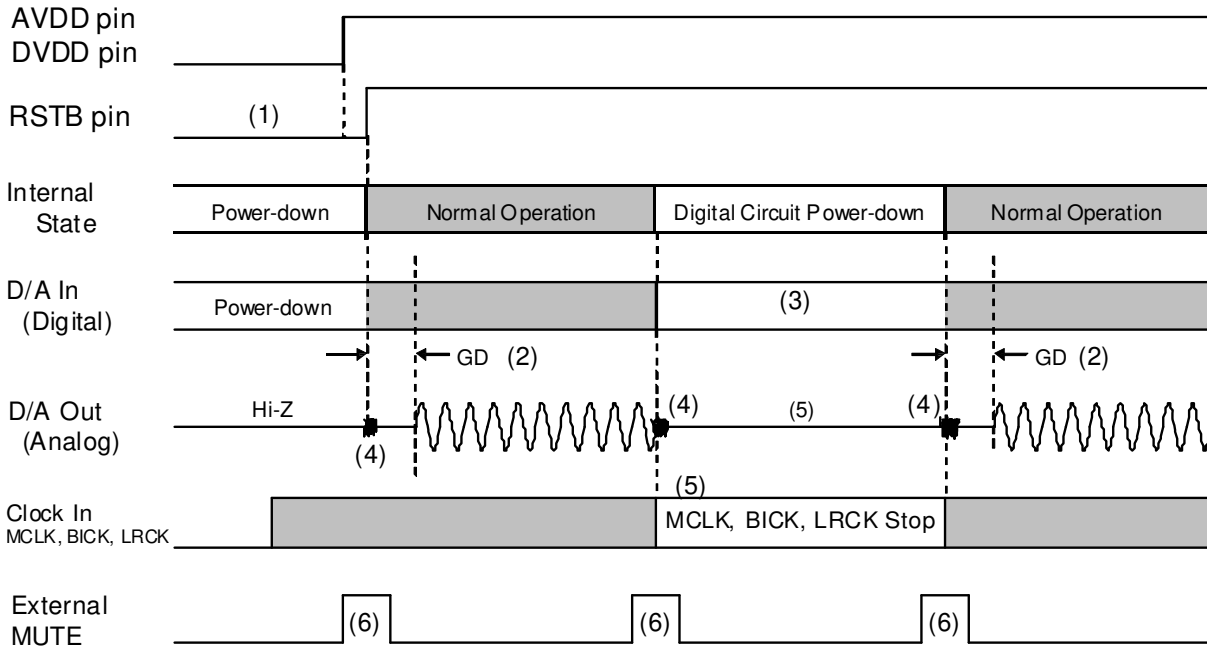 AVDD pin
DVDD pin
RSTB pin
(1)
Internal
State
Power-down
Normal Operation
Digital Circuit Power-down
Normal Operation
D/A In
(Digital)
Power-down
(3)
GD (2)
GD (2)
D/A Out
(Analog)
Hi-Z
(4)
(4)
(5)
(4)
Clock In
MCLK, BICK, LRCK
(5)
MCLK, BICK, LRCK Stop
External
MUTE
(6)
(6)
(6)